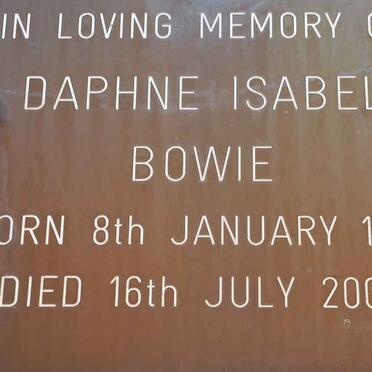 IN LOVING MEMORY
DAPHNE ISABEL
BOWIE
8th JANUARY
DIED 16th JULY